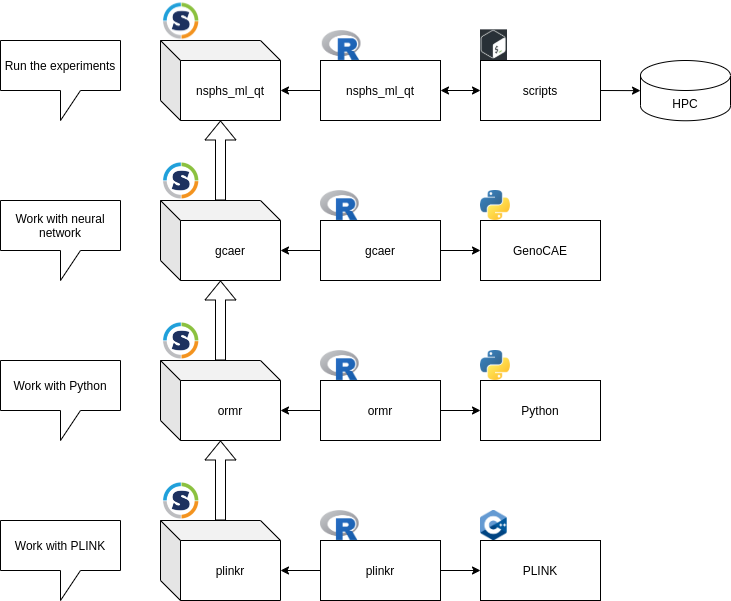 Run the experiments
nsphs_ml_qt
nsphs_ml_qt
scripts
HPC
Work with neural
network
gcaer
gcaer
GenoCAE
Work with Python
ormr
ormr
Python
Work with PLINK
plinkr
plinkr
PLINK